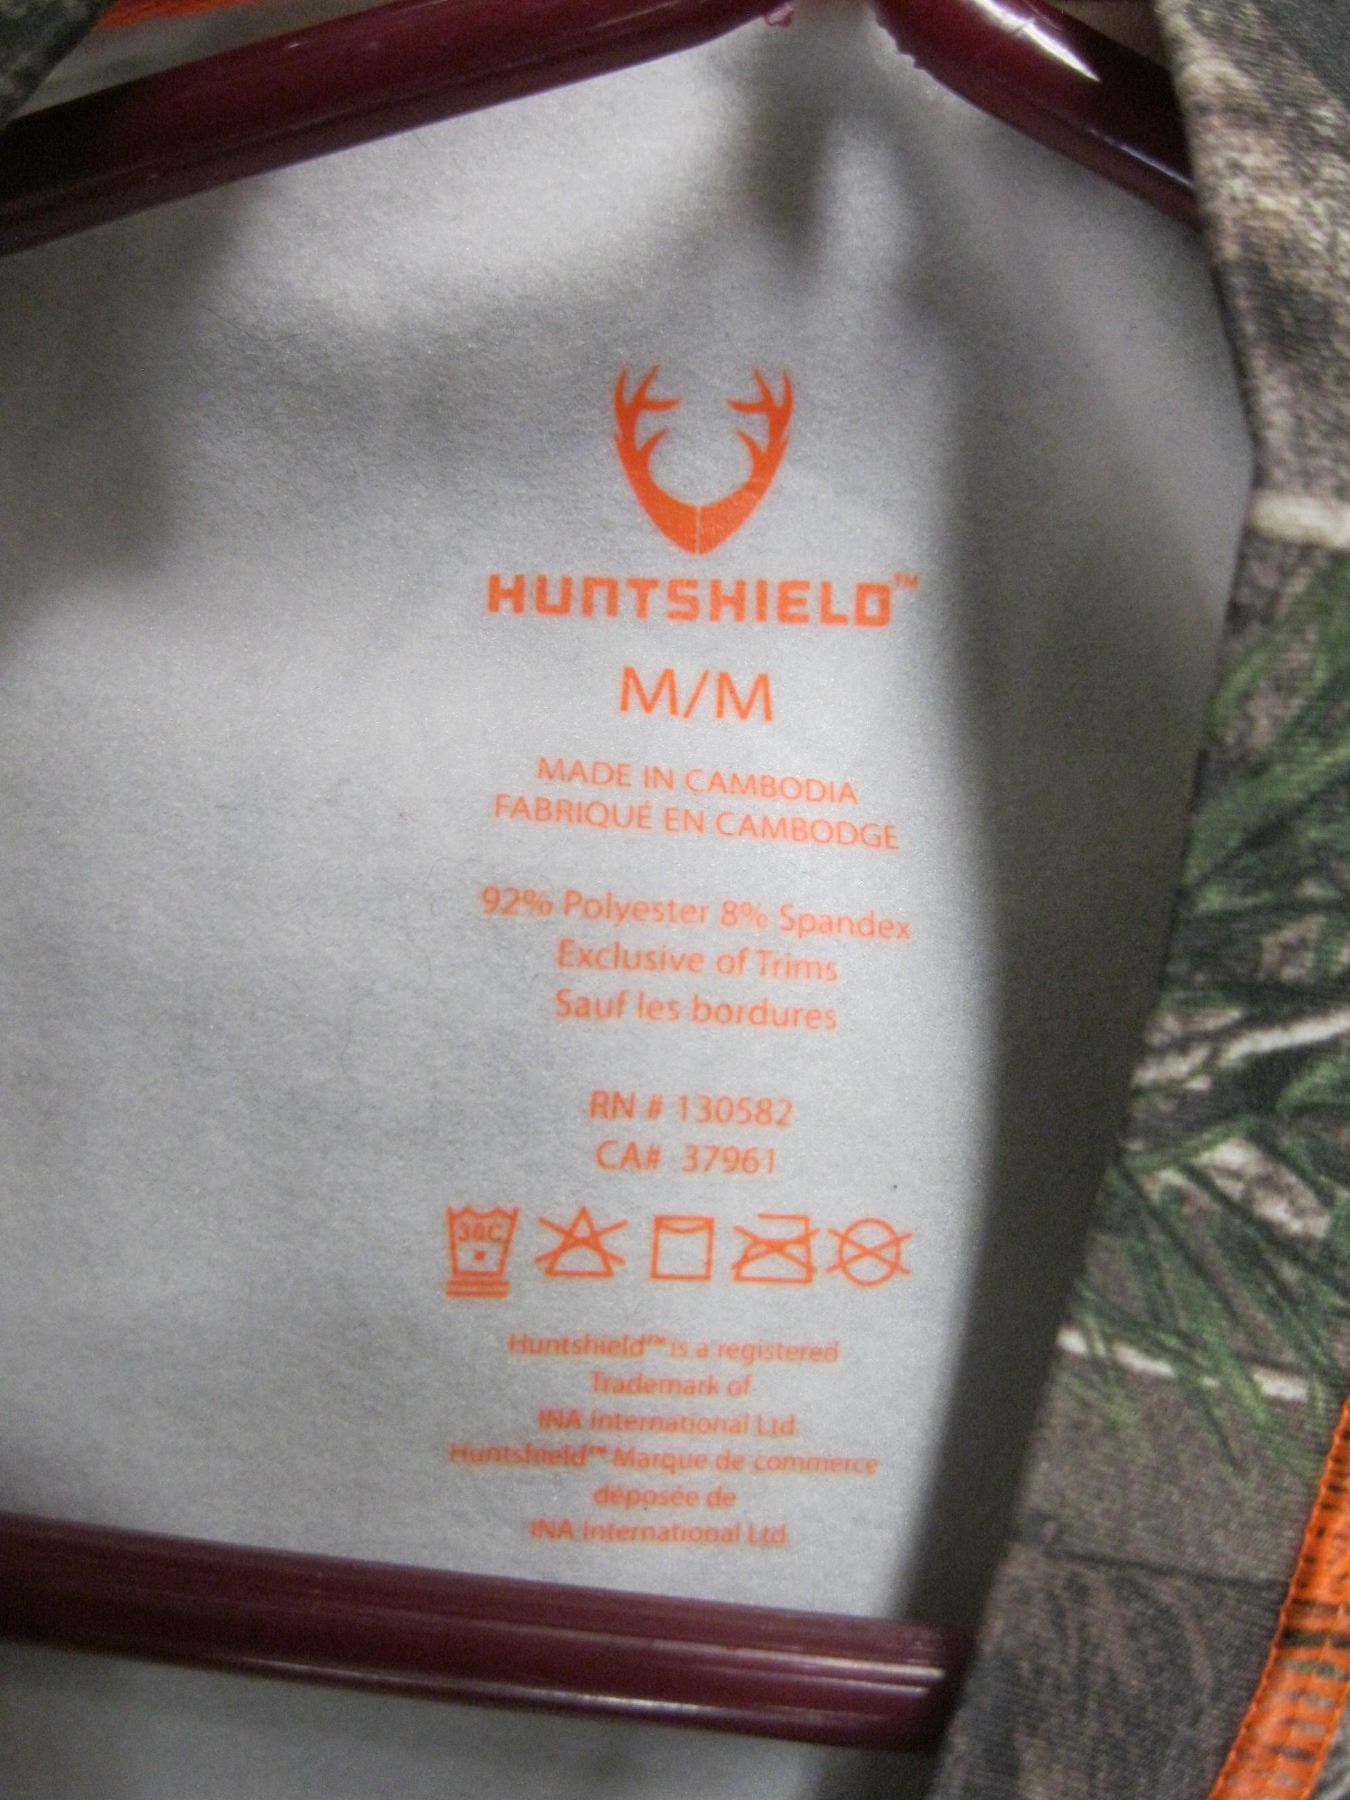 HUNTSHIELD™
M/M
MADE IN CAMBODIA
FABRIQUÉ EN CAMBODGE
92% Polyester 8% Spandex
Exclusive of Trims
Sauf les bordures
RN # 130582
CA# 37961
30C
Huntshield™ is a registered
Trademark of
INA International Ltd.
Huntshield™ Marque de commerce
déposée de
INA International Ltd.